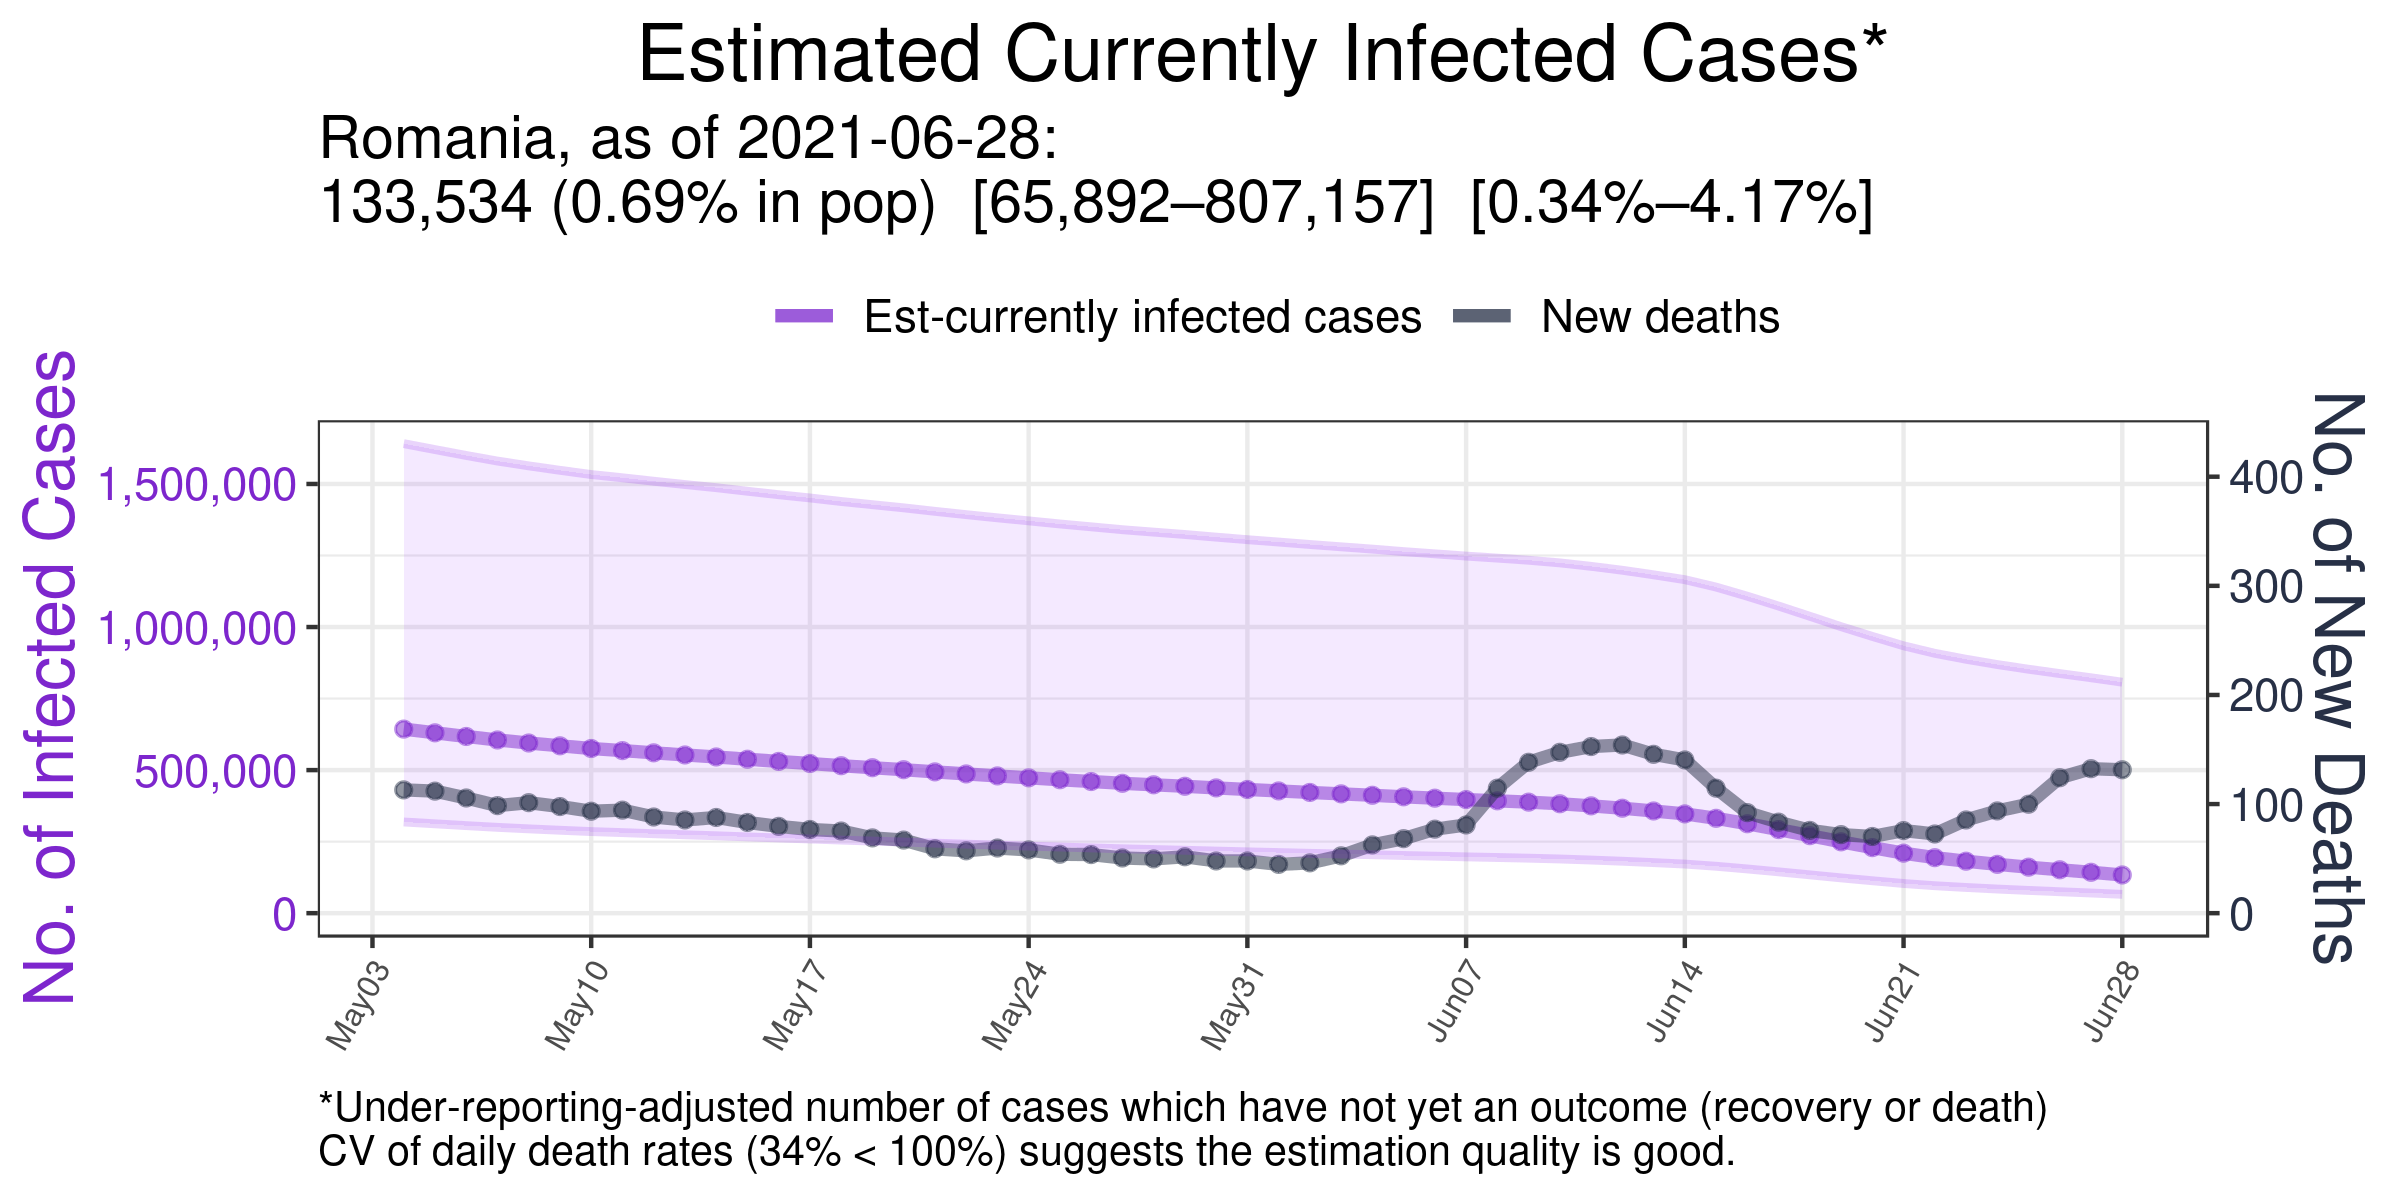 Estimated Currently Infected Cases*
Romania, as of 2021-06-28:
133,534 (0.69% in pop)  [65,892–807,157]  [0.34%–4.17%]
Est-currently infected cases
New deaths
No. of Infected Cases
1,500,000
1,000,000
500,000
0
400
300
200
100
0
No. of New Deaths
May03
May10
May17
May24
May31
Jun07
Jun14
Jun21
Jun28
*Under-reporting-adjusted number of cases which have not yet an outcome (recovery or death)
CV of daily death rates (34% < 100%) suggests the estimation quality is good.